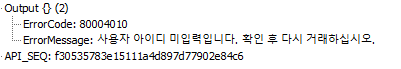 Output {} (2)
ErrorCode: 80004010
ErrorMessage: 사용자 아이디 미입력입니다. 확인 후 다시 거래하십시오.
API_SEQ: f30535783e15111a4d897d77902e84c6